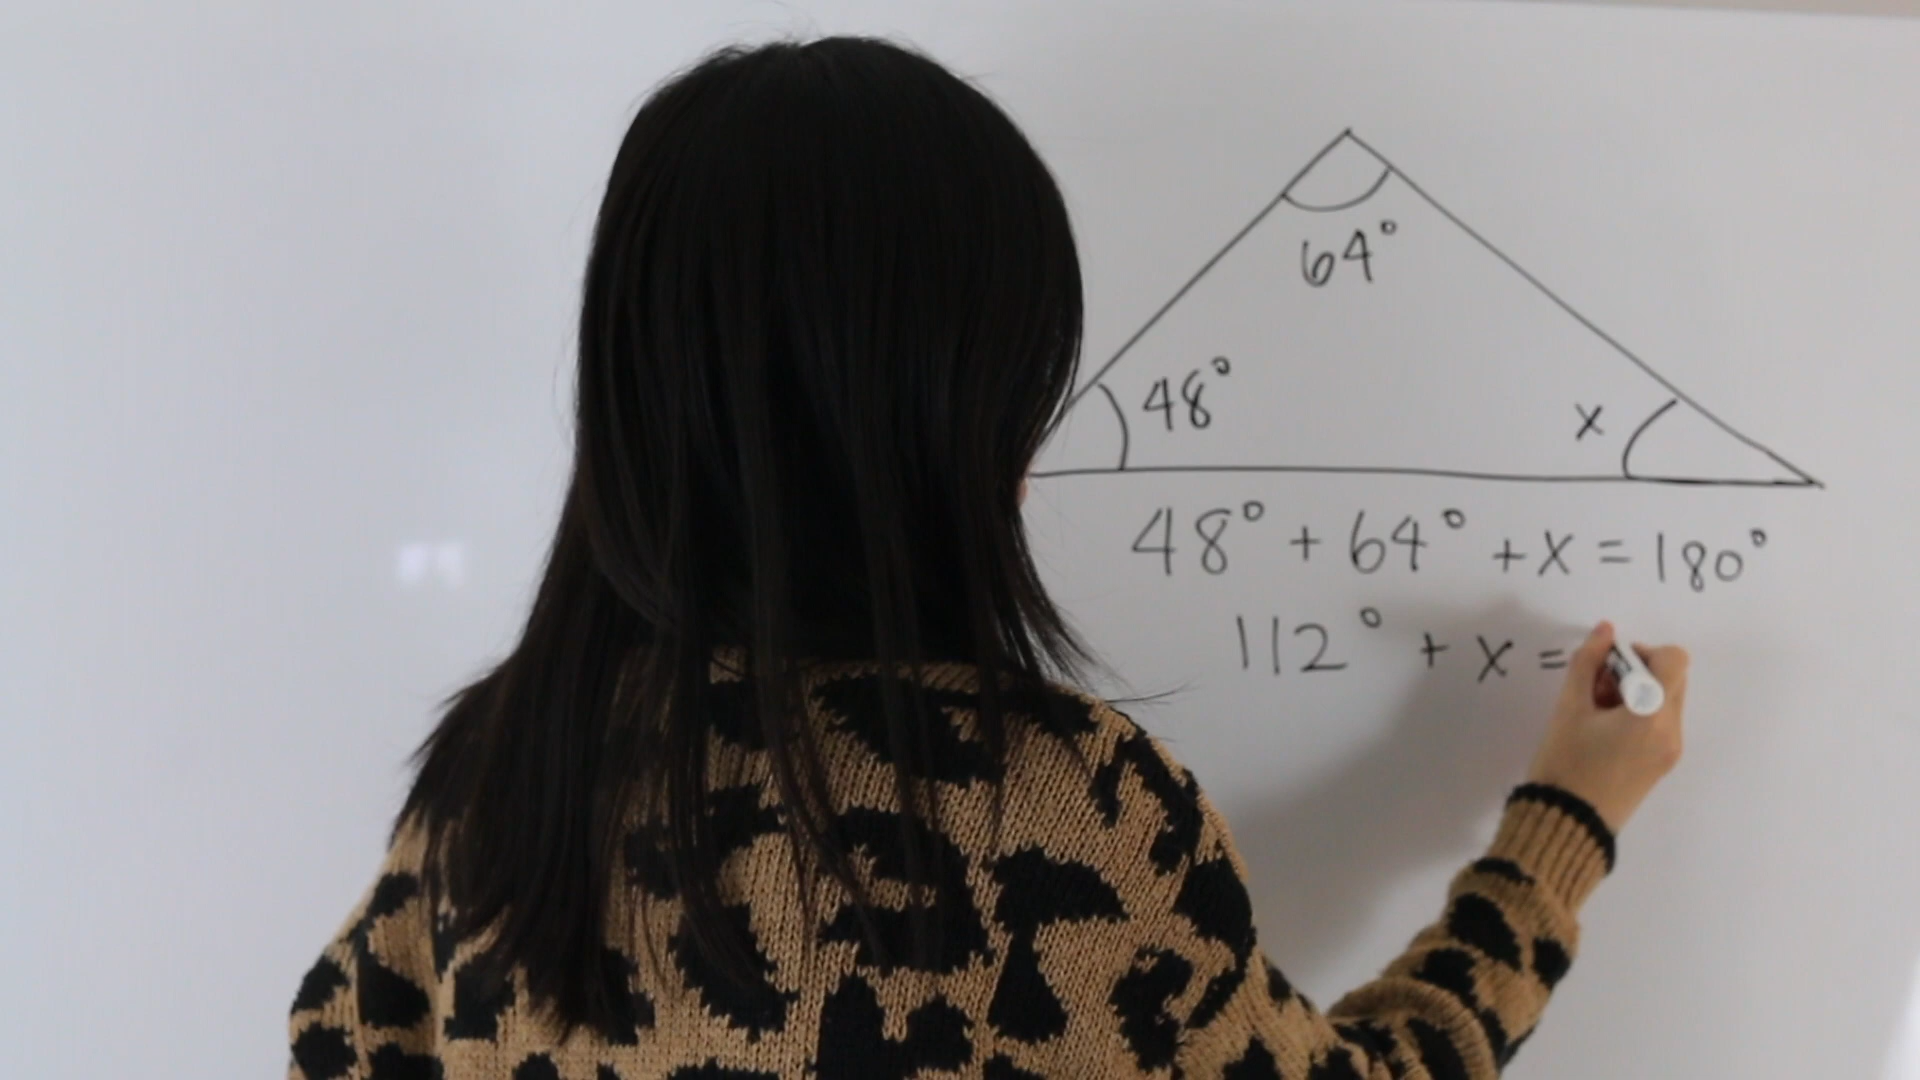 64°
48°
x
48° + 64° + x = 180°
112° + x =